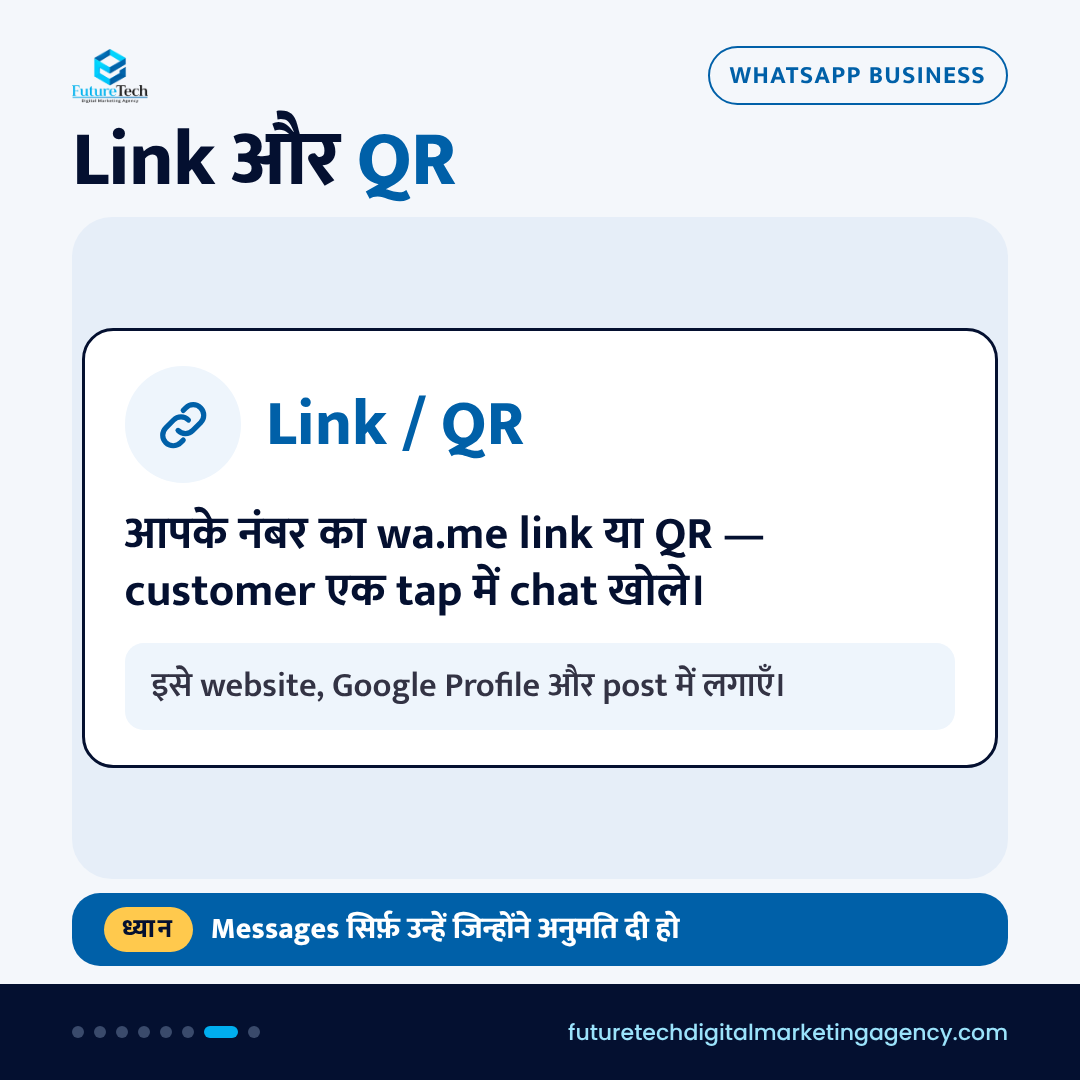 FutureTech
Digital Marketing Agency
WHATSAPP BUSINESS
Link और QR
Link / QR
आपके नंबर का wa.me link या QR —
customer एक tap में chat खोले।
इसे website, Google Profile और post में लगाएँ।
ध्यान
Messages सिर्फ़ उन्हें जिन्होंने अनुमति दी हो
futuretechdigitalmarketingagency.com